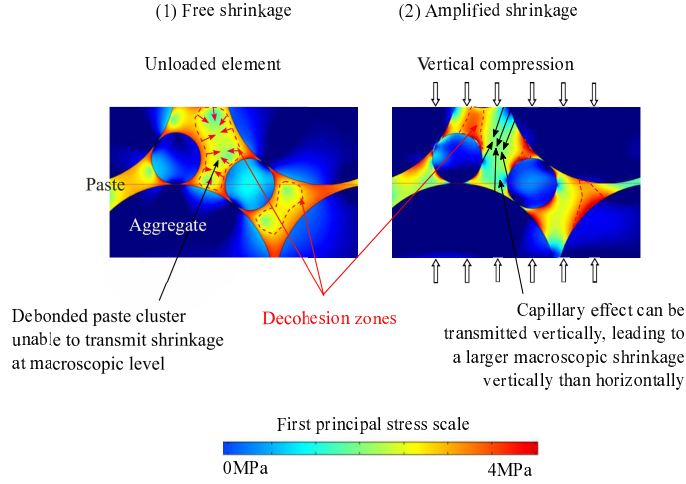 (1) Free shrinkage
(2) Amplified shrinkage
Unloaded element
Vertical compression
Paste
Aggregate
Debonded paste cluster
unable to transmit shrinkage
at macroscopic level
Decohesion zones
Capillary effect can be
transmitted vertically, leading to
a larger macroscopic shrinkage
vertically than horizontally
First principal stress scale
0MPa
4MPa